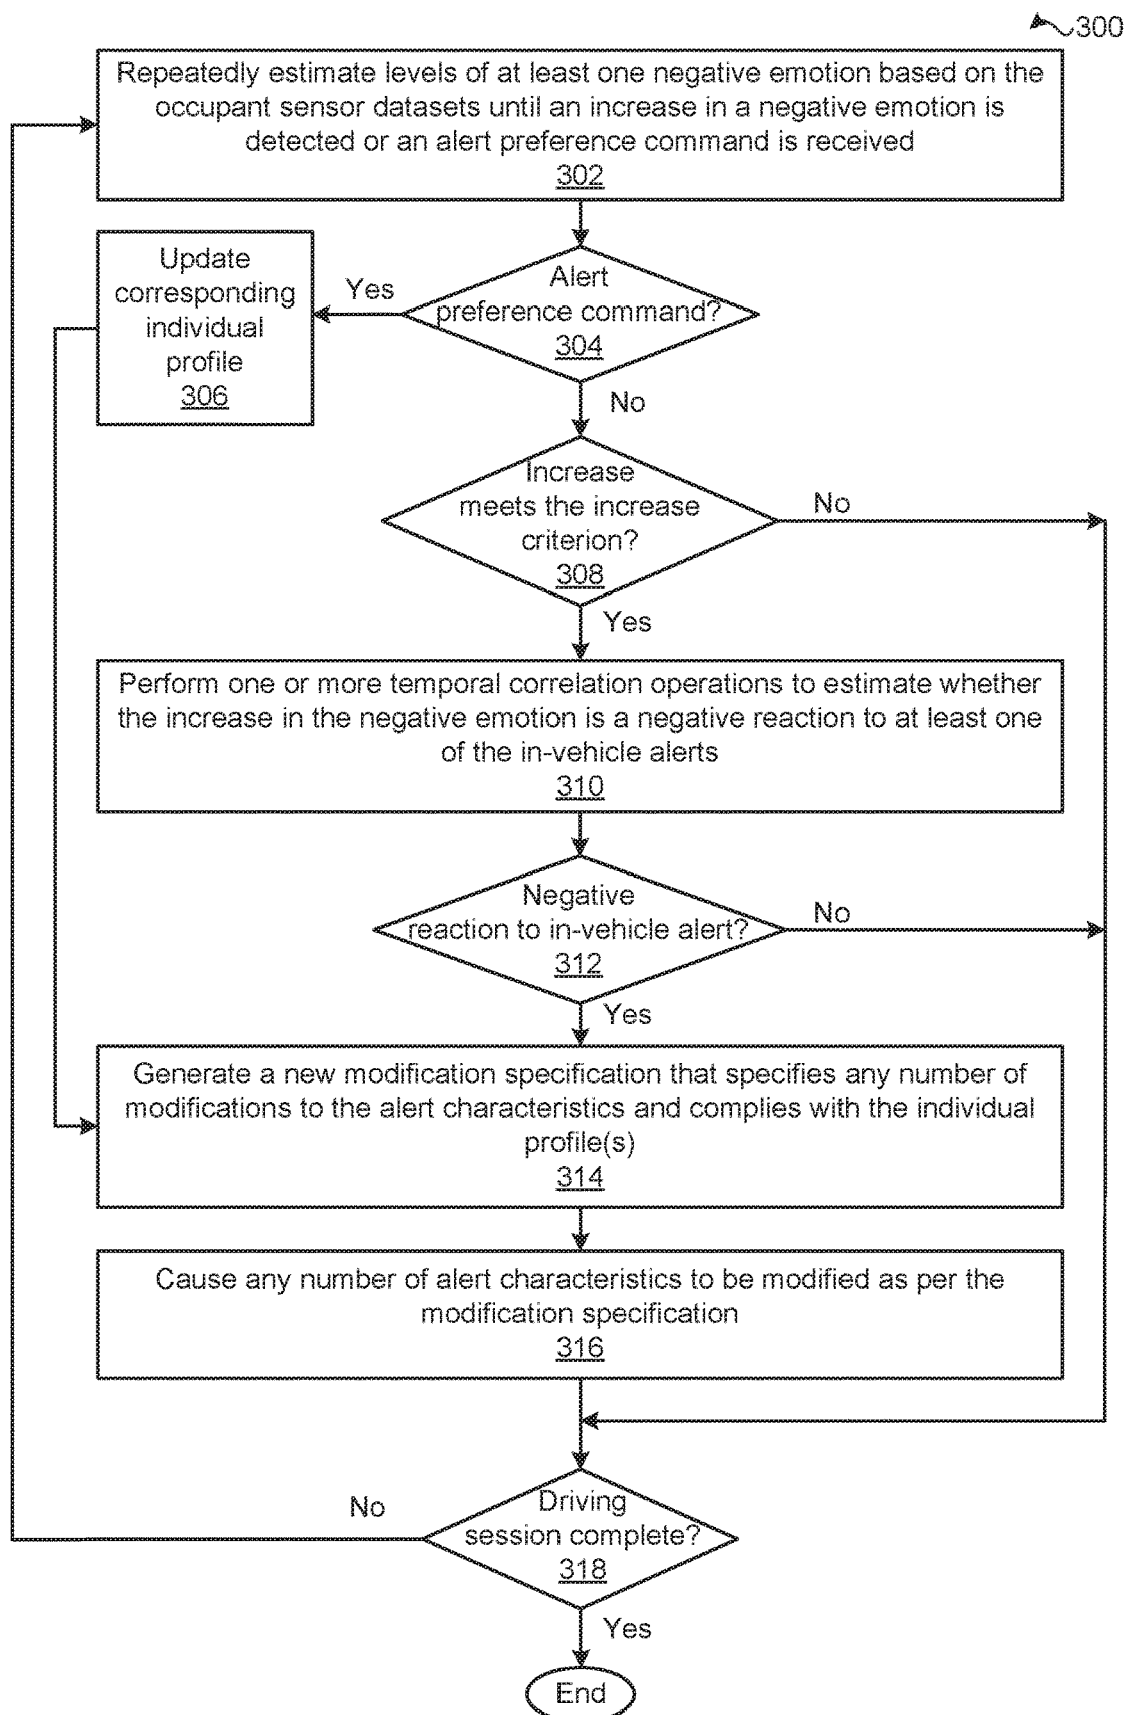 300
Repeatedly estimate levels of at least one negative emotion based on the
occupant sensor datasets until an increase in a negative emotion is
detected or an alert preference command is received
302
Update
corresponding
individual
profile
306
Yes
Alert
preference command?
304
No
Increase
meets the increase
criterion?
308
No
Yes
Perform one or more temporal correlation operations to estimate whether
the increase in the negative emotion is a negative reaction to at least one
of the in-vehicle alerts
310
Negative
reaction to in-vehicle alert?
312
No
Yes
Generate a new modification specification that specifies any number of
modifications to the alert characteristics and complies with the individual
profile(s)
314
Cause any number of alert characteristics to be modified as per the
modification specification
316
No
Driving
session complete?
318
Yes
End